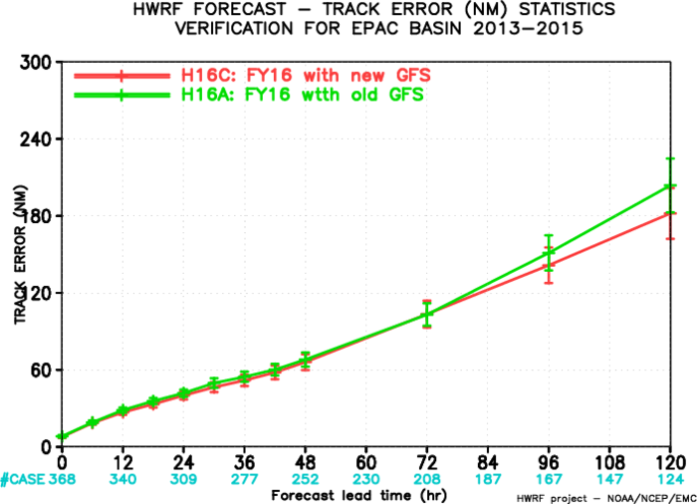 HWRF FORECAST – TRACK ERROR (NM) STATISTICS
VERIFICATION FOR EPAC BASIN 2013–2015
H16C: FY16 with new GFS
H16A: FY16 wtth old GFS
TRACK ERROR (NM)
300
240
180
120
60
0
0 12 24 36 48 60 72 84 96 108 120
#CASE 368 340 309 277 252 230 208 187 167 147 124
Forecast lead time (hr)
HWRF project – NOAA/NCEP/EMC